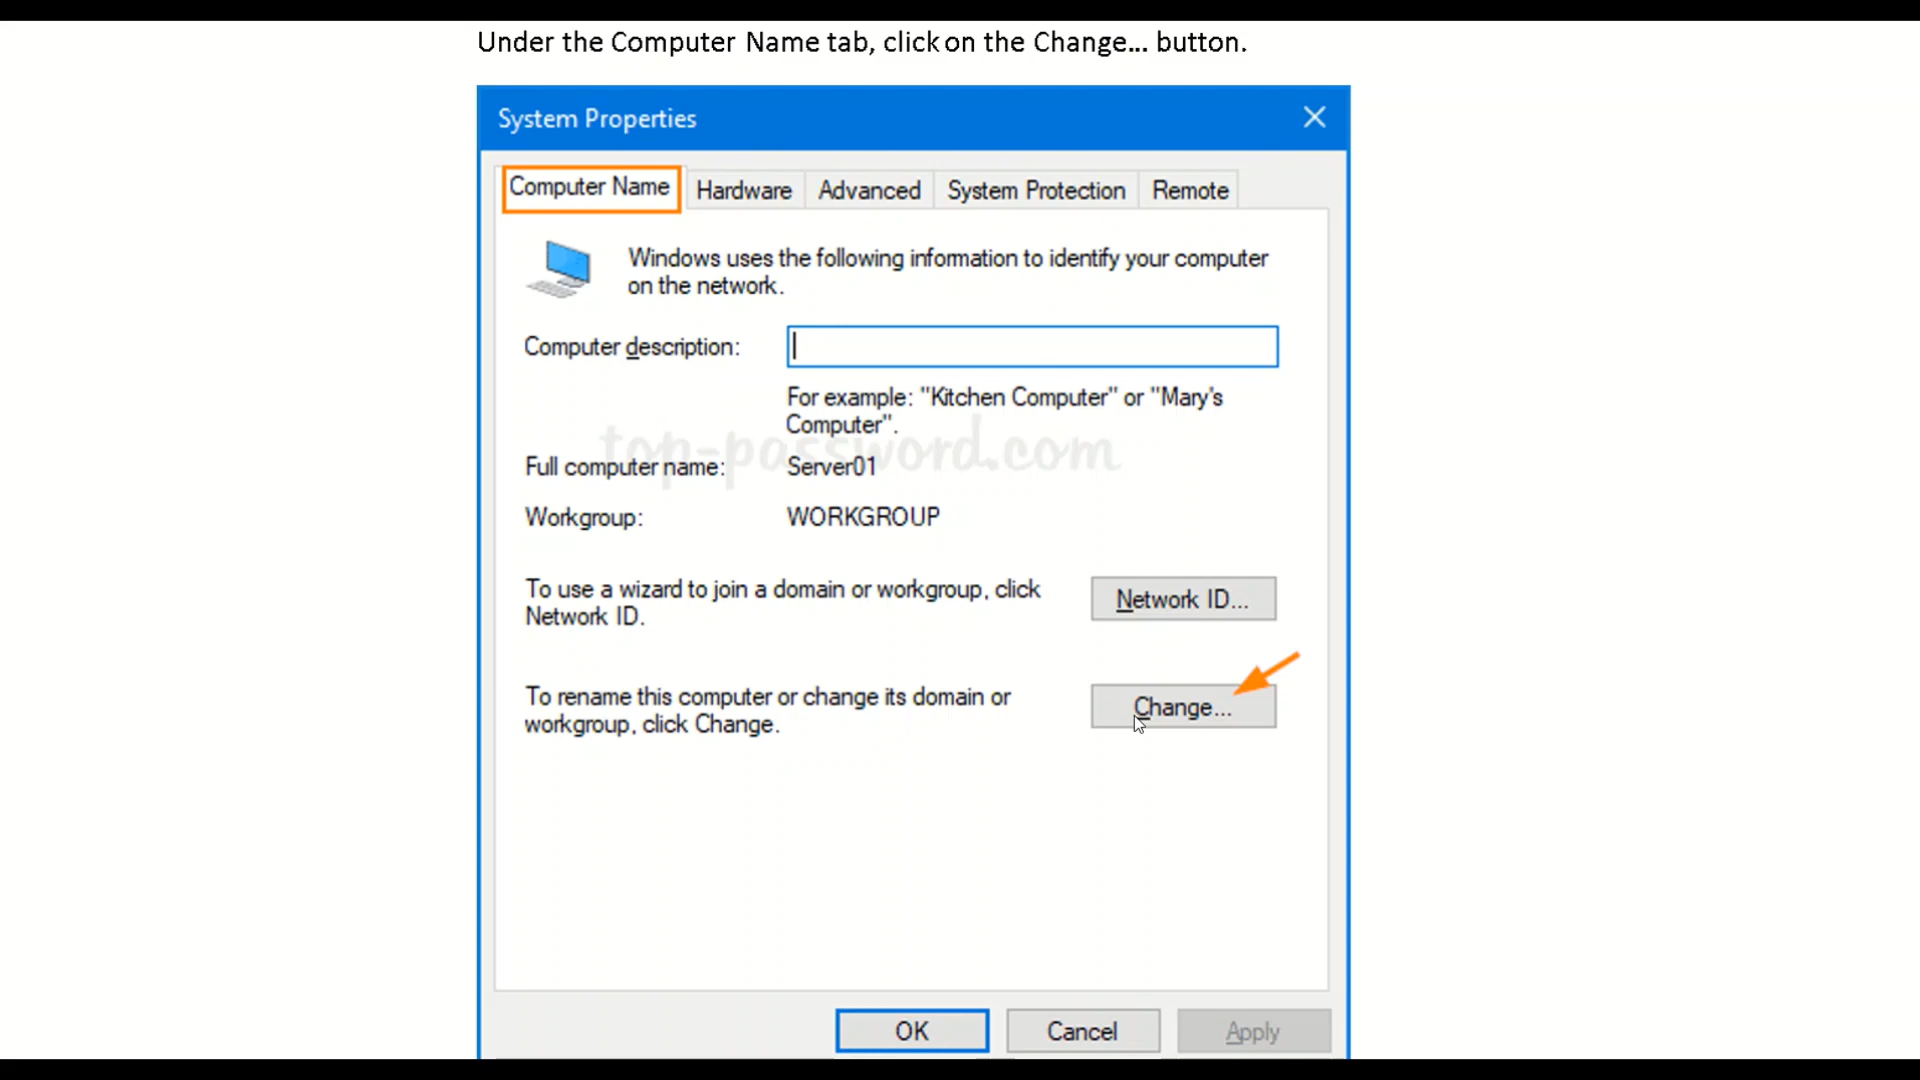 Under the Computer Name tab, click on the Change... button.
System Properties
Computer Name
Hardware
Advanced
System Protection
Remote
Windows uses the following information to identify your computer
on the network.
Computer description:
For example: "Kitchen Computer" or "Mary's
Computer".
top-password.com
Full computer name:
Server01
Workgroup:
WORKGROUP
To use a wizard to join a domain or workgroup, click
Network ID.
Network ID...
To rename this computer or change its domain or
workgroup, click Change.
Change...
OK
Cancel
Apply